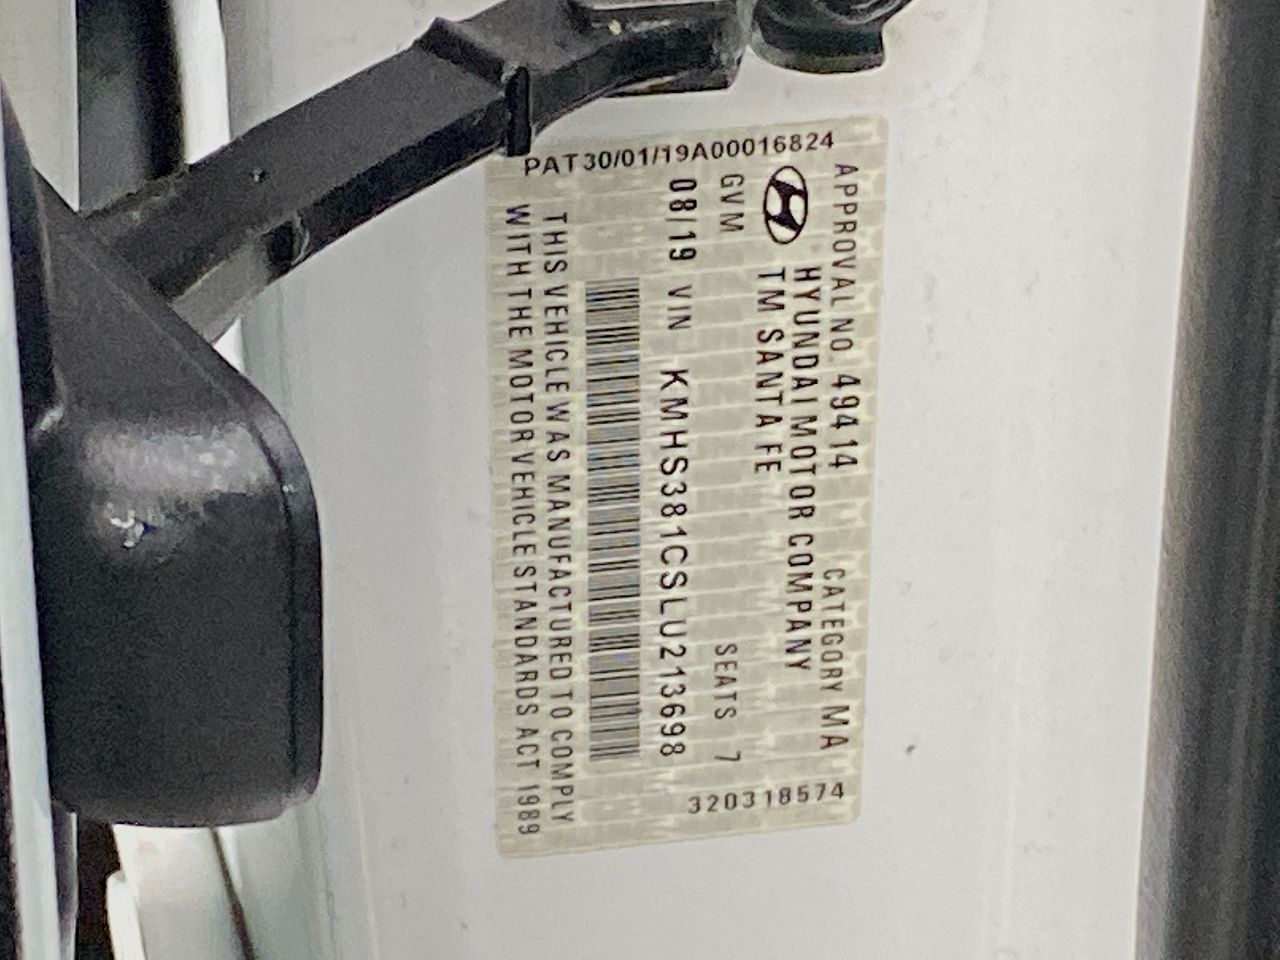 APPROVAL NO. 49414 CATEGORY MA
HYUNDAI MOTOR COMPANY
TM SANTA FE
GVM SEATS 7
08/19 VIN KMHS381CSLU213698
THIS VEHICLE WAS MANUFACTURED TO COMPLY
WITH THE MOTOR VEHICLE STANDARDS ACT 1989
PAT30/01/19A00016824
320318574